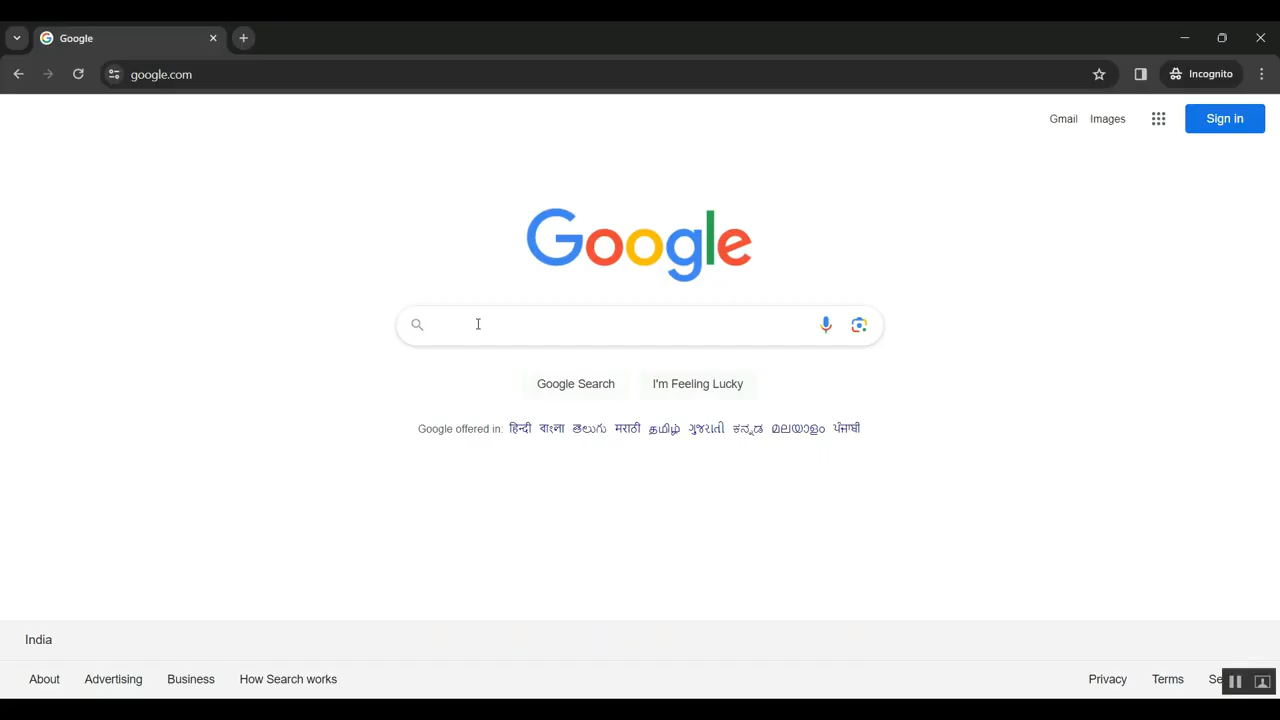 Google
google.com
Incognito
Gmail Images Sign in
Google
Google Search I'm Feeling Lucky
Google offered in: हिन्दी বাংলা తెలుగు मराठी தமிழ் ગુજરાતી ಕನ್ನಡ മലയാളം ਪੰਜਾਬੀ
India
About Advertising Business How Search works Privacy Terms Se